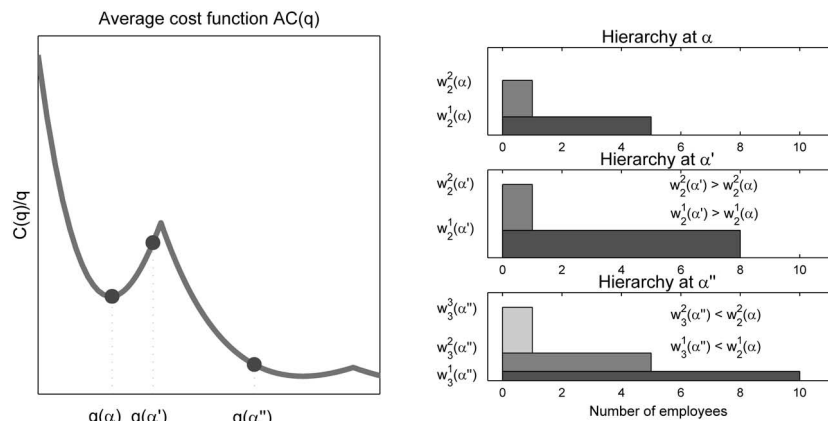 Average cost function AC(q)
C(q)/q
q(α) q(α') q(α'')
Hierarchy at α
w₂²(α)
w₂¹(α)
0 2 4 6 8 10
Hierarchy at α'
w₂²(α')
w₂¹(α')
w₂²(α') > w₂²(α)
w₂¹(α') > w₂¹(α)
0 2 4 6 8 10
Hierarchy at α''
w₃³(α'')
w₃²(α'')
w₃¹(α'')
w₃²(α'') < w₂²(α)
w₃¹(α'') < w₂¹(α)
0 2 4 6 8 10
Number of employees